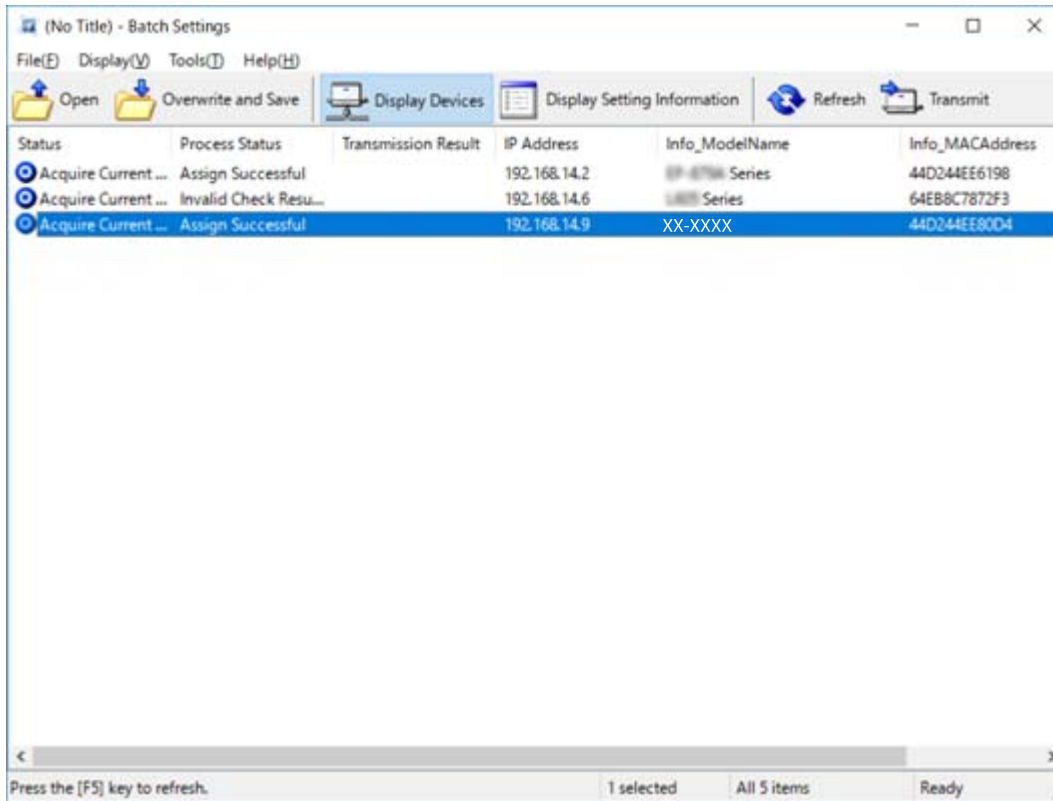 (No Title) - Batch Settings
File(F) Display(V) Tools(T) Help(H)
Open Overwrite and Save Display Devices Display Setting Information Refresh Transmit
Status Process Status Transmission Result IP Address Info_ModelName Info_MACAddress
Acquire Current ... Assign Successful 192.168.14.2 Series 44D244EE6198
Acquire Current ... Invalid Check Resu... 192.168.14.6 Series 64EB8C7872F3
Acquire Current ... Assign Successful 192.168.14.9 XX-XXXX 44D244EE80D4
Press the [F5] key to refresh. 1 selected All 5 items Ready